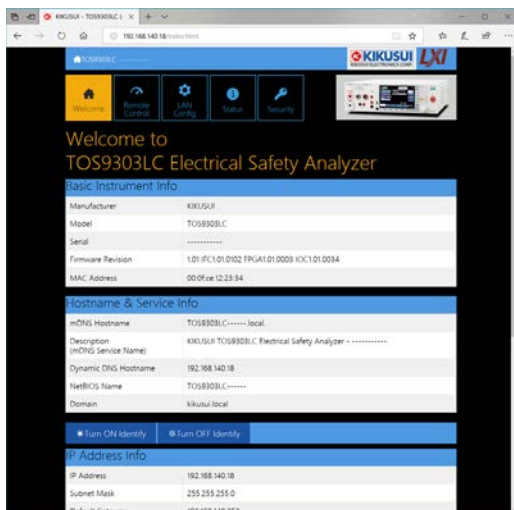 KIKUSUI - TOS9303LC
192.168.140.18/index.html
TOS9303LC
KIKUSUI LXI
KIKUSUI ELECTRONICS CORP.
Welcome
Remote Control
LAN Config
Status
Security
Welcome to
TOS9303LC Electrical Safety Analyzer
Basic Instrument Info
Manufacturer KIKUSUI
Model TOS9303LC
Serial -----------
Firmware Revision 1.01 IFC1.01.0102 FPGA1.01.0003 IOC1.01.0034
MAC Address 00:0f:ce:12:23:34
Hostname & Service Info
mDNS Hostname TOS9303LC------.local.
Description KIKUSUI TOS9303LC Electrical Safety Analyzer - -----------
(mDNS Service Name)
Dynamic DNS Hostname 192.168.140.18
NetBIOS Name TOS9303LC------
Domain kikusui.local
Turn ON Identify Turn OFF Identify
IP Address Info
IP Address 192.168.140.18
Subnet Mask 255.255.255.0